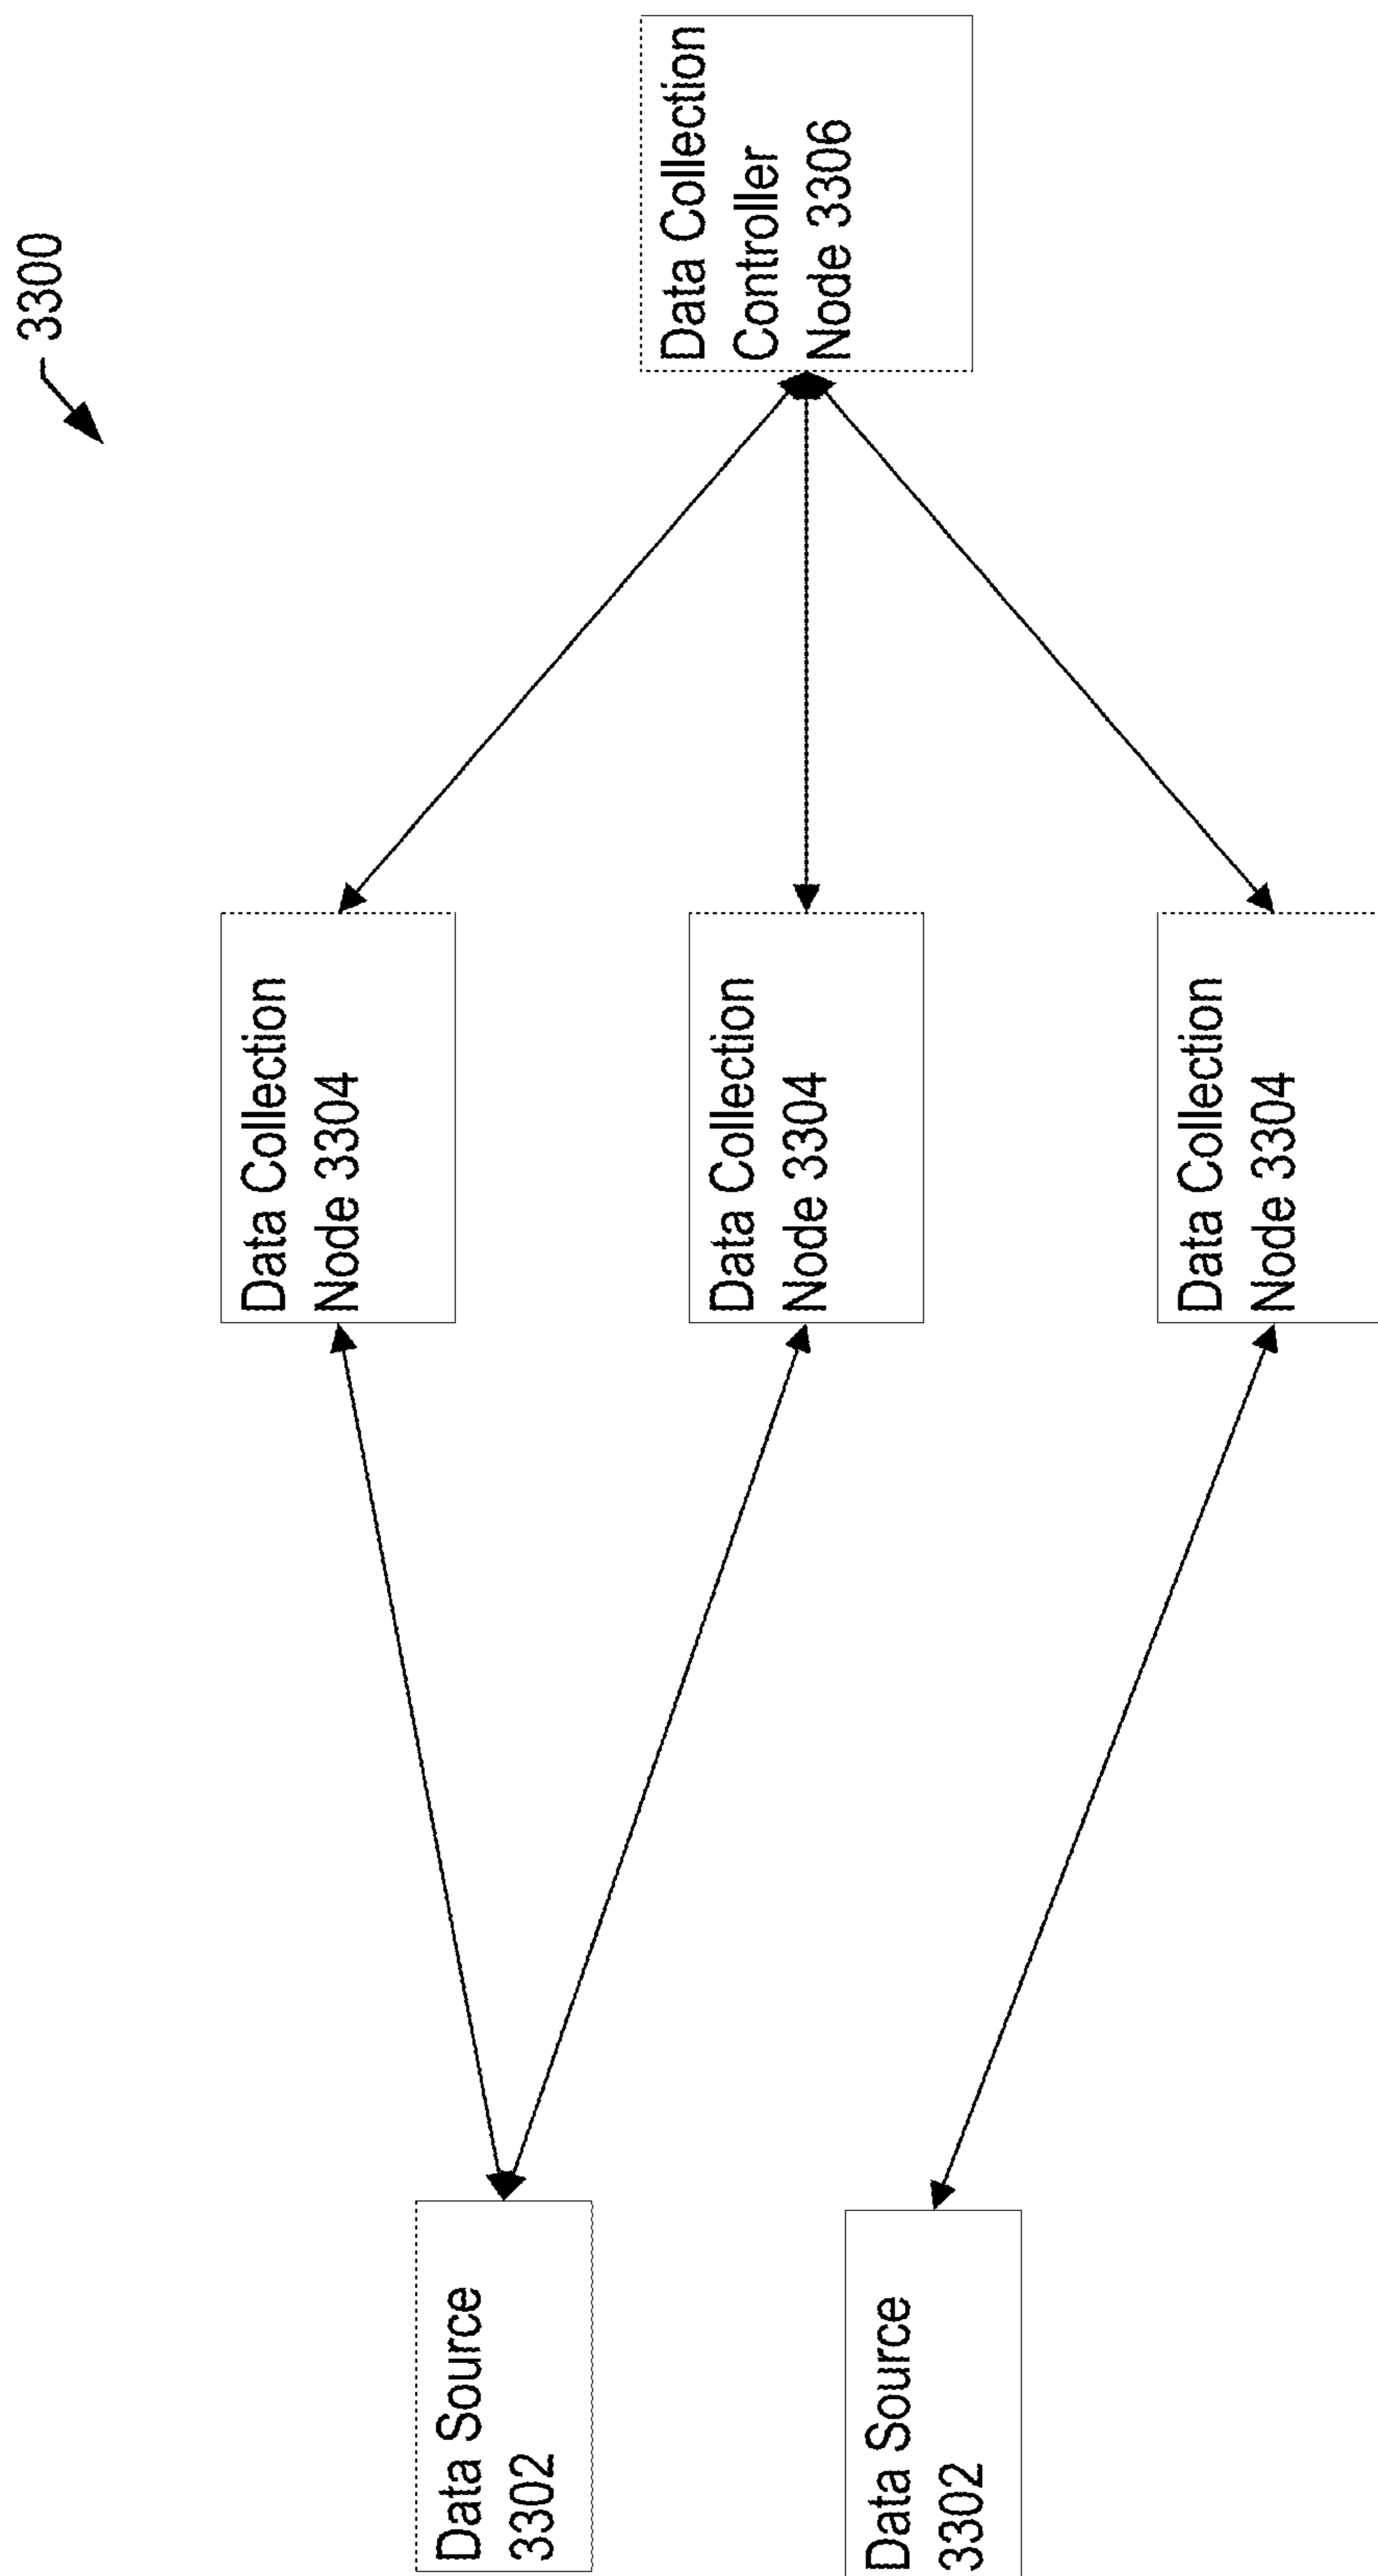 3300
Data Collection
Controller
Node 3306
Data Collection
Node 3304
Data Collection
Node 3304
Data Collection
Node 3304
Data Source
3302
Data Source
3302